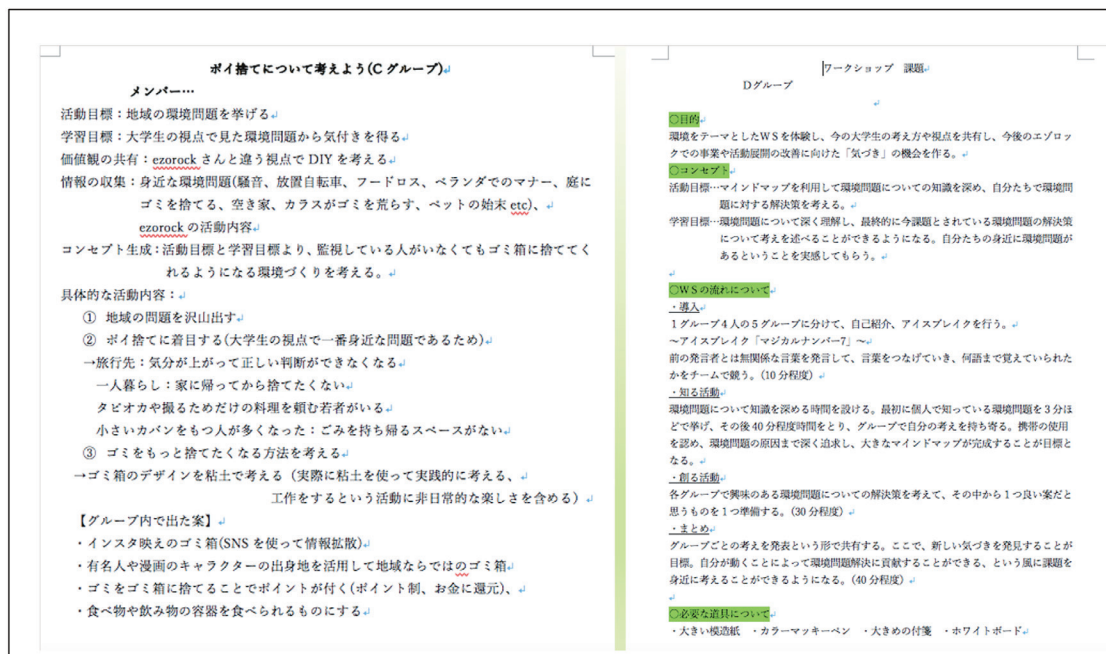 ポイ捨てについて考えよう(C グループ)
メンバー…
活動目標：地域の環境問題を挙げる
学習目標：大学生の視点で見た環境問題から気付きを得る
価値観の共有：ezorock さんと違う視点で DIY を考える
情報の収集：身近な環境問題(騒音、放置自転車、フードロス、ベランダでのマナー、庭に
ゴミを捨てる、空き家、カラスがゴミを荒らす、ペットの始末 etc)、
ezorock の活動内容
コンセプト生成：活動目標と学習目標より、監視している人がいなくてもゴミ箱に捨ててく
れるようになる環境づくりを考える。
具体的な活動内容：
① 地域の問題を沢山出す
② ポイ捨てに着目する(大学生の視点で一番身近な問題であるため)
→旅行先：気分が上がって正しい判断ができなくなる
一人暮らし：家に帰ってから捨てたくない
タピオカや撮るためだけの料理を頼む若者がいる
小さいカバンをもつ人が多くなった：ごみを持ち帰るスペースがない
③ ゴミをもっと捨てたくなる方法を考える
→ゴミ箱のデザインを粘土で考える（実際に粘土を使って実践的に考える、
工作をするという活動に非日常的な楽しさを含める）
【グループ内で出た案】
・インスタ映えのゴミ箱(SNS を使って情報拡散)
・有名人や漫画のキャラクターの出身地を活用して地域ならではのゴミ箱
・ゴミをゴミ箱に捨てることでポイントが付く(ポイント制、お金に還元)、
・食べ物や飲み物の容器を食べられるものにする
ワークショップ　課題
Dグループ
〇目的
環境をテーマとしたＷＳを体験し、今の大学生の考え方や視点を共有し、今後のエゾロッ
クでの事業や活動展開の改善に向けた「気づき」の機会を作る。
〇コンセプト
活動目標…マインドマップを利用して環境問題についての知識を深め、自分たちで環境問
題に対する解決策を考える。
学習目標…環境問題について深く理解し、最終的に今課題とされている環境問題の解決策
について考えを述べることができるようになる。自分たちの身近に環境問題が
あるということを実感してもらう。
〇ＷＳの流れについて
・導入
１グループ４人の５グループに分けて、自己紹介、アイスブレイクを行う。
～アイスブレイク「マジカルナンバー7」～
前の発言者とは無関係な言葉を発言して、言葉をつなげていき、何語まで覚えていられた
かをチームで競う。(10 分程度)
・知る活動
環境問題について知識を深める時間を設ける。最初に個人で知っている環境問題を３分ほ
どで挙げ、その後 40 分程度時間をとり、グループで自分の考えを持ち寄る。携帯の使用
を認め、環境問題の原因まで深く追求し、大きなマインドマップが完成することが目標と
なる。
・創る活動
各グループで興味のある環境問題についての解決策を考えて、その中から１つ良い案だと
思うものを１つ準備する。(30 分程度)
・まとめ
グループごとの考えを発表という形で共有する。ここで、新しい気づきを発見することが
目標。自分が動くことによって環境問題解決に貢献することができる、という風に課題を
身近に考えることができるようになる。(40 分程度)
〇必要な道具について
・大きい模造紙　・カラーマッキーペン　・大きめの付箋　・ホワイトボード